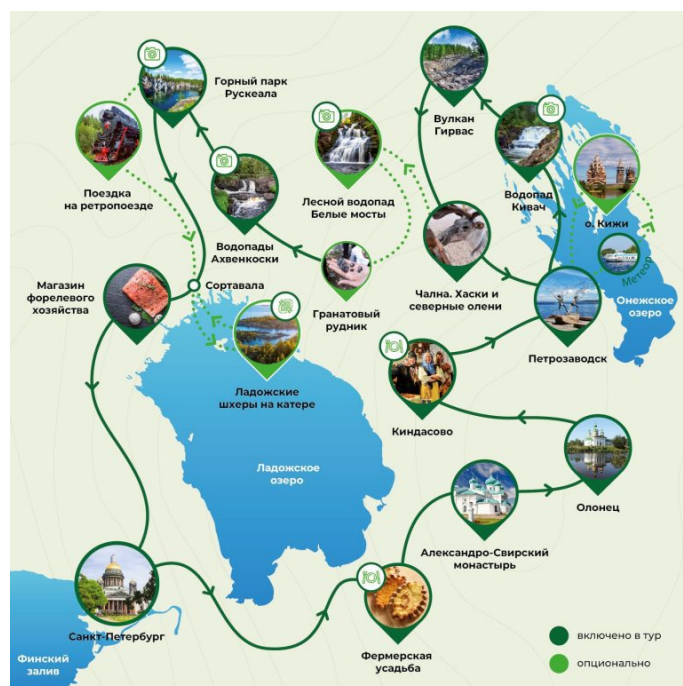 Горный парк
Рускеала
Вулкан
Гирвас
Поездка
на ретропоезде
Лесной водопад
Белые мосты
Водопад
Кивач
о. Кижи
Водопады
Ахвенкоски
Метеор
Магазин
форелевого
хозяйства
Сортавала
Гранатовый
рудник
Чална. Хаски и
северные олени
Онежское
озеро
Петрозаводск
Ладожские
шхеры на катере
Киндасово
Ладожское
озеро
Олонец
Александро-Свирский
монастырь
Санкт-Петербург
Финский
залив
Фермерская
усадьба
включено в тур
опционально